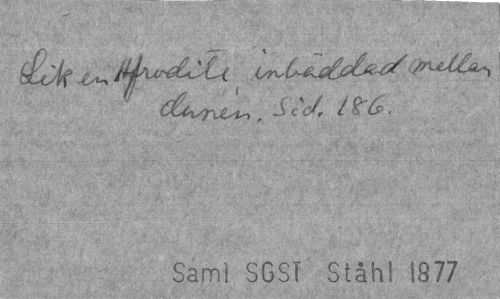 Lik en Afrodite inbäddad mellan
dunen. Sid. 186.
Saml SGST Ståhl 1877